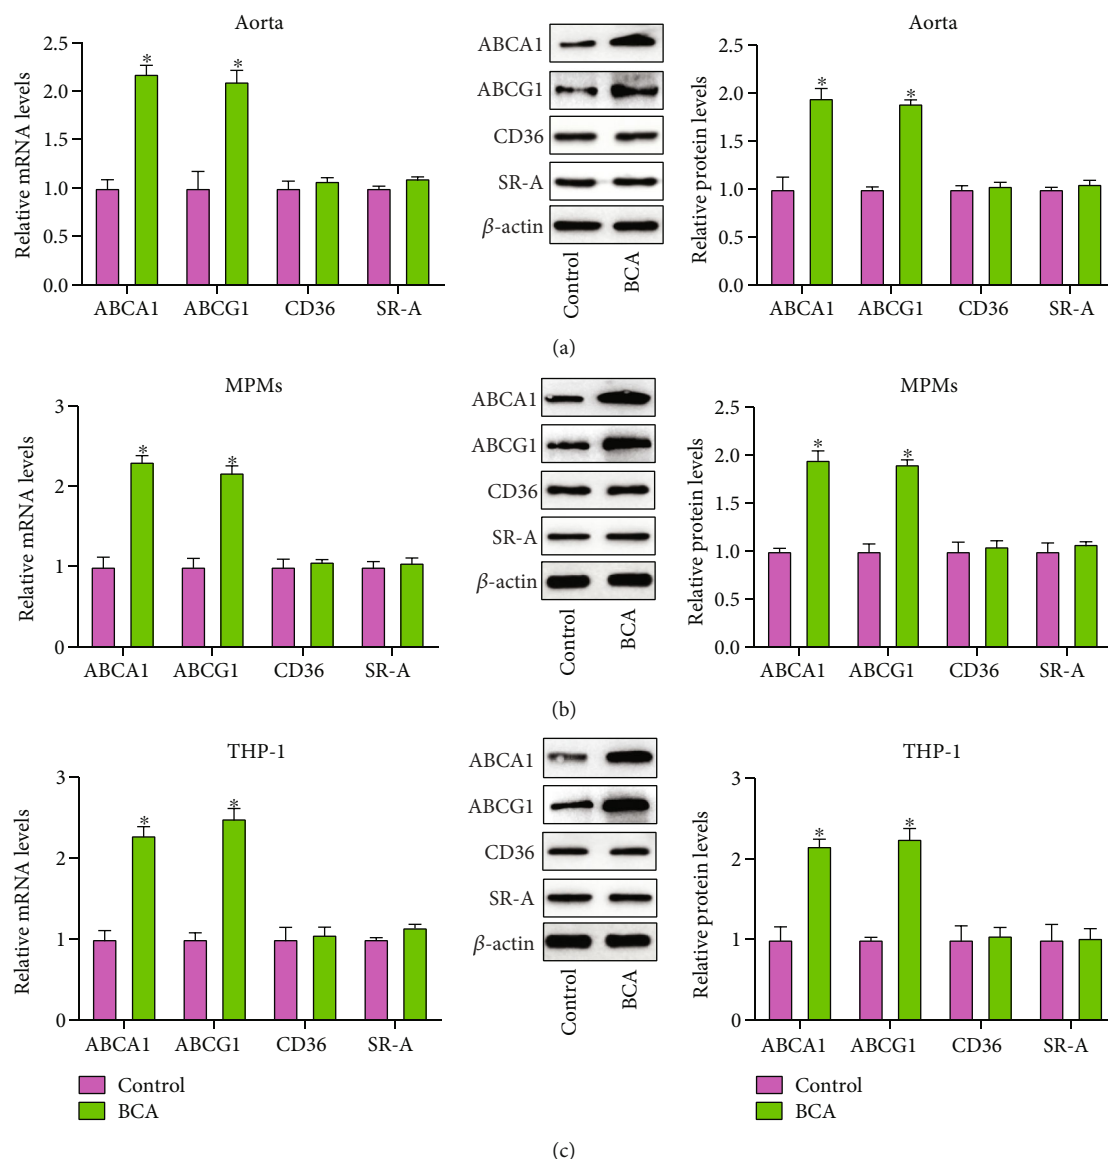 Aorta
Relative mRNA levels
2.5
2.0
1.5
1.0
0.5
0.0
* *
ABCA1 ABCG1 CD36 SR-A
ABCA1
ABCG1
CD36
SR-A
β-actin
Control BCA
Aorta
Relative protein levels
2.5
2.0
1.5
1.0
0.5
0.0
* *
ABCA1 ABCG1 CD36 SR-A
(a)
MPMs
Relative mRNA levels
3
2
1
0
* *
ABCA1 ABCG1 CD36 SR-A
ABCA1
ABCG1
CD36
SR-A
β-actin
Control BCA
MPMs
Relative protein levels
2.5
2.0
1.5
1.0
0.5
0.0
* *
ABCA1 ABCG1 CD36 SR-A
(b)
THP-1
Relative mRNA levels
3
2
1
0
* *
ABCA1 ABCG1 CD36 SR-A
Control
BCA
ABCA1
ABCG1
CD36
SR-A
β-actin
Control BCA
THP-1
Relative protein levels
3
2
1
0
* *
ABCA1 ABCG1 CD36 SR-A
Control
BCA
(c)